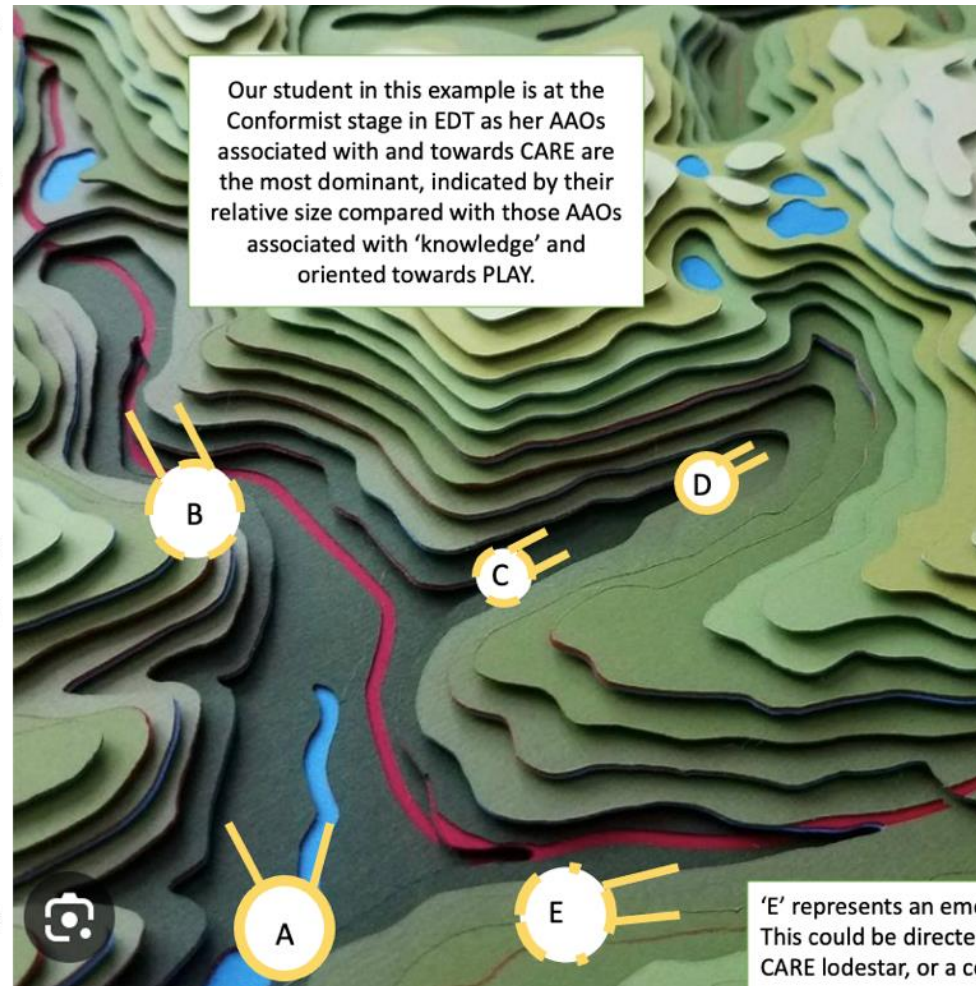 Our student in this example is at the
Conformist stage in EDT as her AAOs
associated with and towards CARE are
the most dominant, indicated by their
relative size compared with those AAOs
associated with ‘knowledge’ and
oriented towards PLAY.
D
B
C
A
E
‘E’ represents an eme
This could be directe
CARE lodestar, or a c